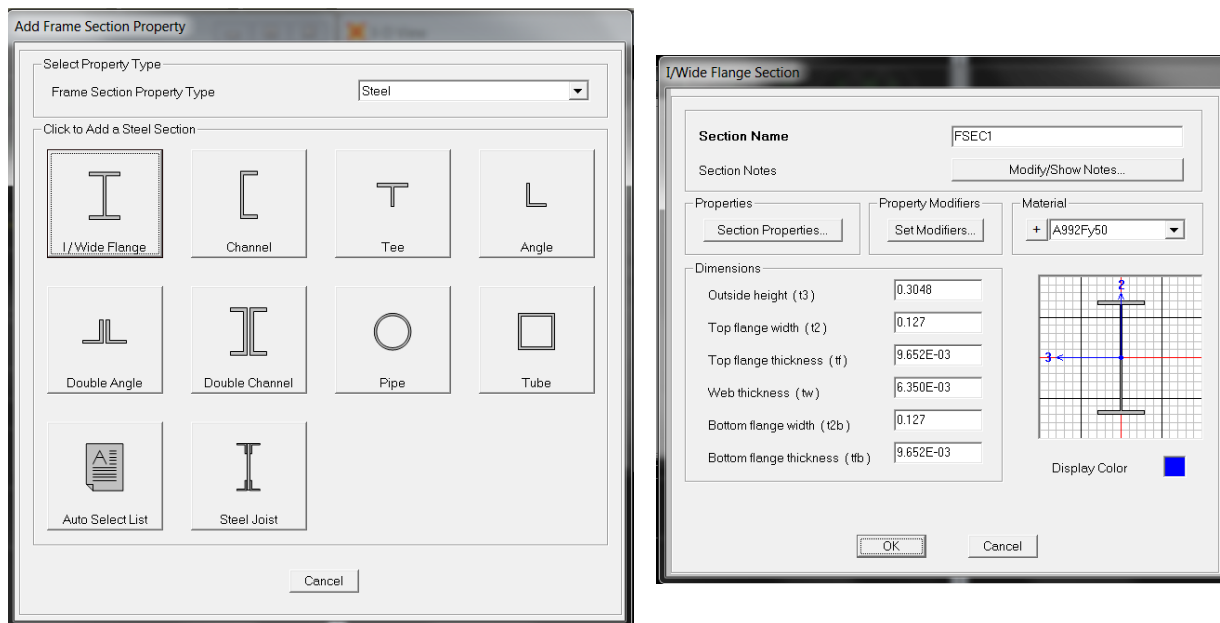 Add Frame Section Property
Select Property Type
Frame Section Property Type
Steel
Click to Add a Steel Section
I / Wide Flange
Channel
Tee
Angle
Double Angle
Double Channel
Pipe
Tube
Auto Select List
Steel Joist
Cancel
I/Wide Flange Section
Section Name
FSEC1
Section Notes
Modify/Show Notes...
Properties
Section Properties...
Property Modifiers
Set Modifiers...
Material
+ A992Fy50
Dimensions
Outside height ( t3 )
0.3048
Top flange width ( t2 )
0.127
Top flange thickness ( tf )
9.652E-03
Web thickness ( tw )
6.350E-03
Bottom flange width ( t2b )
0.127
Bottom flange thickness ( tfb )
9.652E-03
2
3
Display Color
OK
Cancel